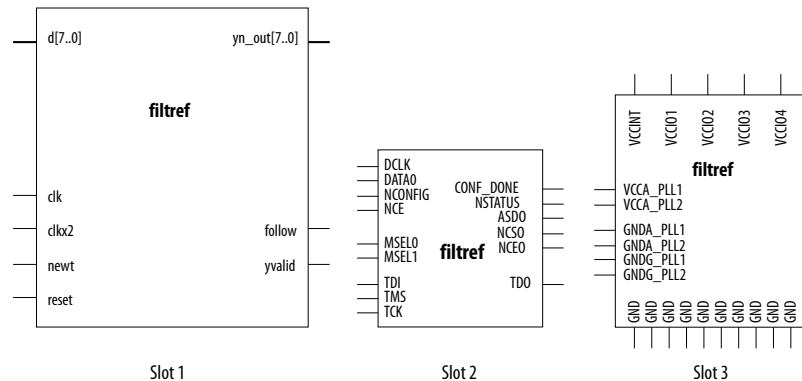 d[7..0]
yn_out[7..0]
filtref
clk
clkx2
newt
reset
follow
yvalid
Slot 1
DCLK
DATA0
NCONFIG
NCE
MSEL0
MSEL1
TDI
TMS
TCK
filtref
CONF_DONE
NSTATUS
ASDO
NCSO
NCEO
TDO
Slot 2
VCCINT
VCCIO1
VCCIO2
VCCIO3
VCCIO4
filtref
VCCA_PLL1
VCCA_PLL2
GNDA_PLL1
GNDA_PLL2
GNDG_PLL1
GNDG_PLL2
GND
GND
GND
GND
GND
GND
GND
GND
GND
GND
Slot 3